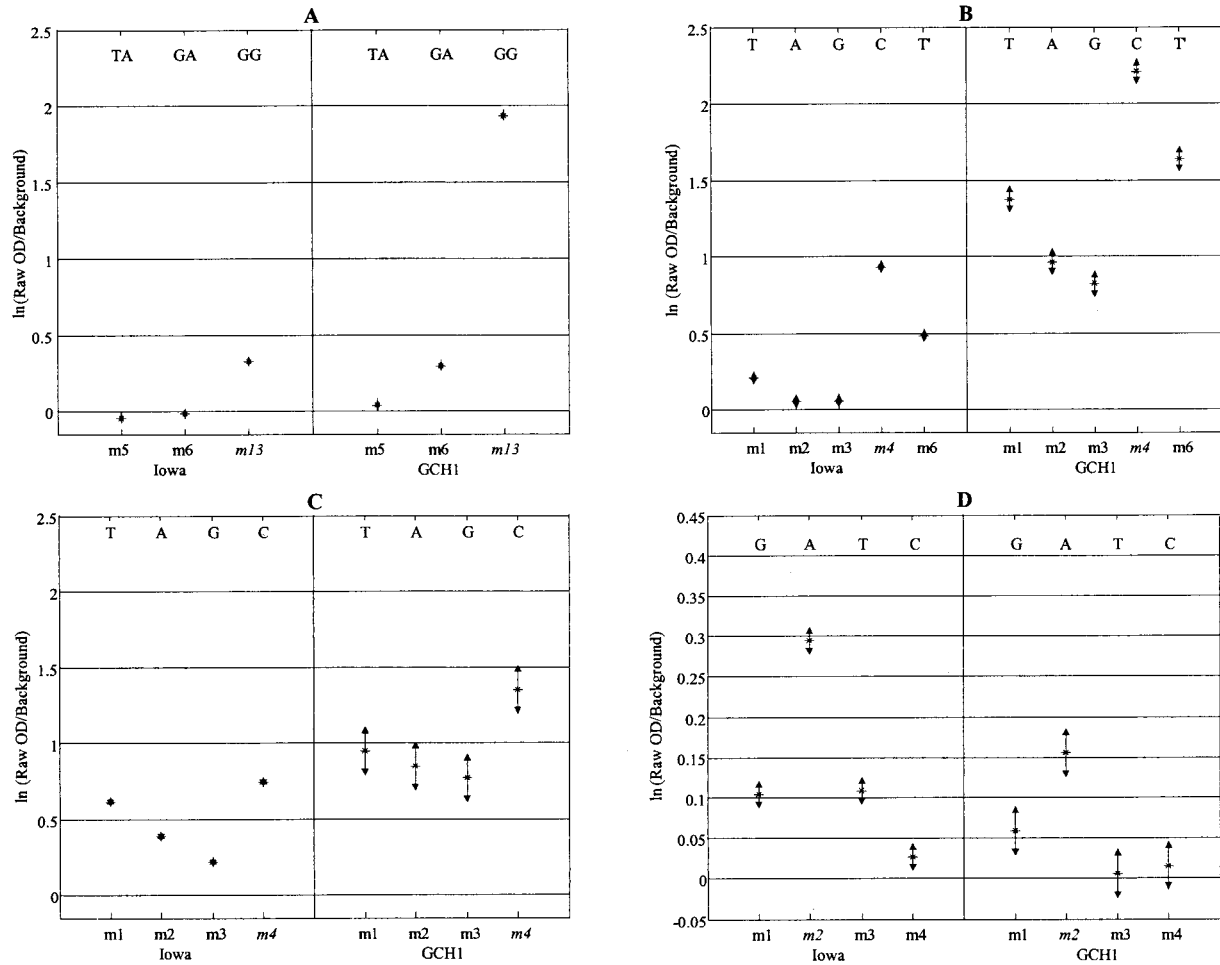 A
ln (Raw OD/Background)
2.5
2
1.5
1
0.5
0
TA GA GG TA GA GG
m5 m6 m13 m5 m6 m13
Iowa GCH1
B
ln (Raw OD/Background)
2.5
2
1.5
1
0.5
0
T A G C T' T A G C T'
m1 m2 m3 m4 m6 m1 m2 m3 m4 m6
Iowa GCH1
C
ln (Raw OD/Background)
2.5
2
1.5
1
0.5
0
T A G C T A G C
m1 m2 m3 m4 m1 m2 m3 m4
Iowa GCH1
D
ln (Raw OD/Background)
0.45
0.4
0.35
0.3
0.25
0.2
0.15
0.1
0.05
0
-0.05
G A T C G A T C
m1 m2 m3 m4 m1 m2 m3 m4
Iowa GCH1